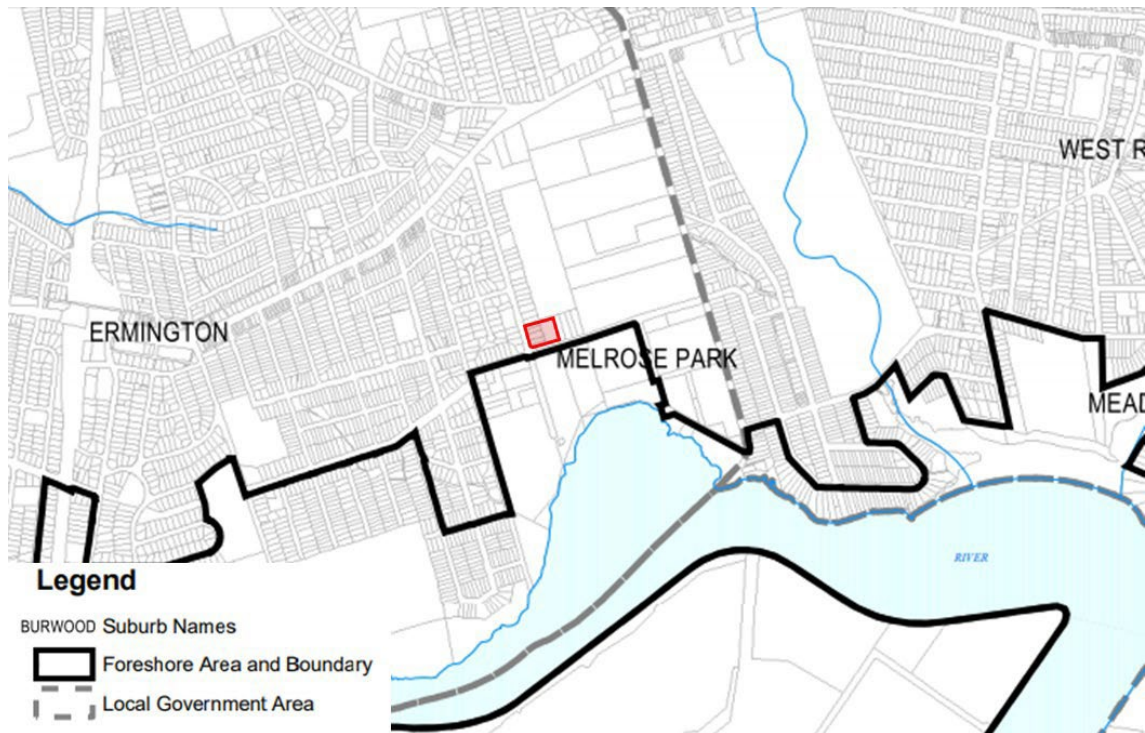 WEST R
ERMINGTON
MELROSE PARK
MEAD
RIVER
Legend
BURWOOD Suburb Names
Foreshore Area and Boundary
Local Government Area